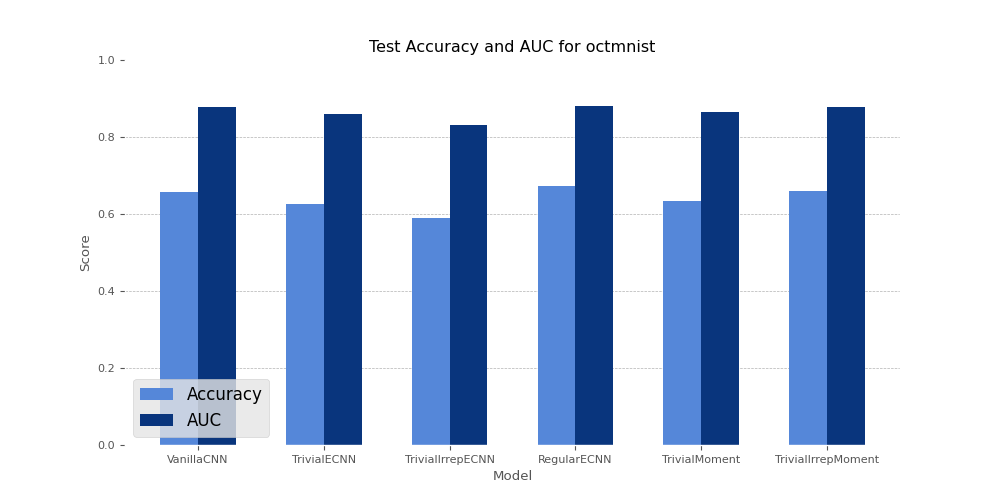 Test Accuracy and AUC for octmnist
1.0
0.8
0.6
0.4
0.2
0.0
Score
Accuracy
AUC
VanillaCNN TrivialECNN TrivialIrrepECNN RegularECNN TrivialMoment TrivialIrrepMoment
Model